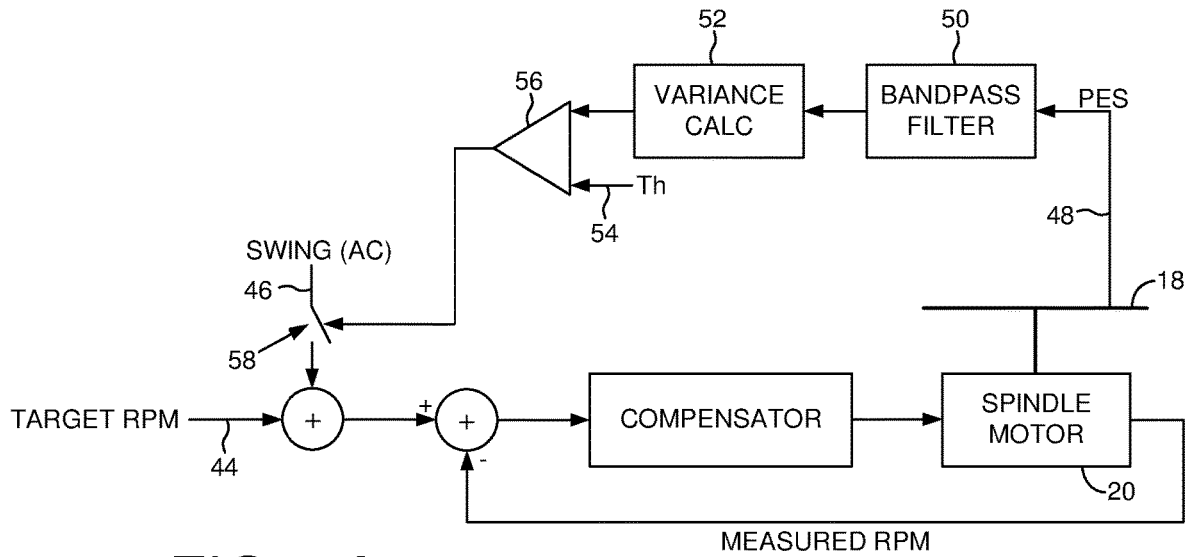 52
50
56
VARIANCE
CALC
BANDPASS
FILTER
PES
Th
54
48
SWING (AC)
46
18
58
TARGET RPM
44
+
+
+
-
COMPENSATOR
SPINDLE
MOTOR
20
MEASURED RPM